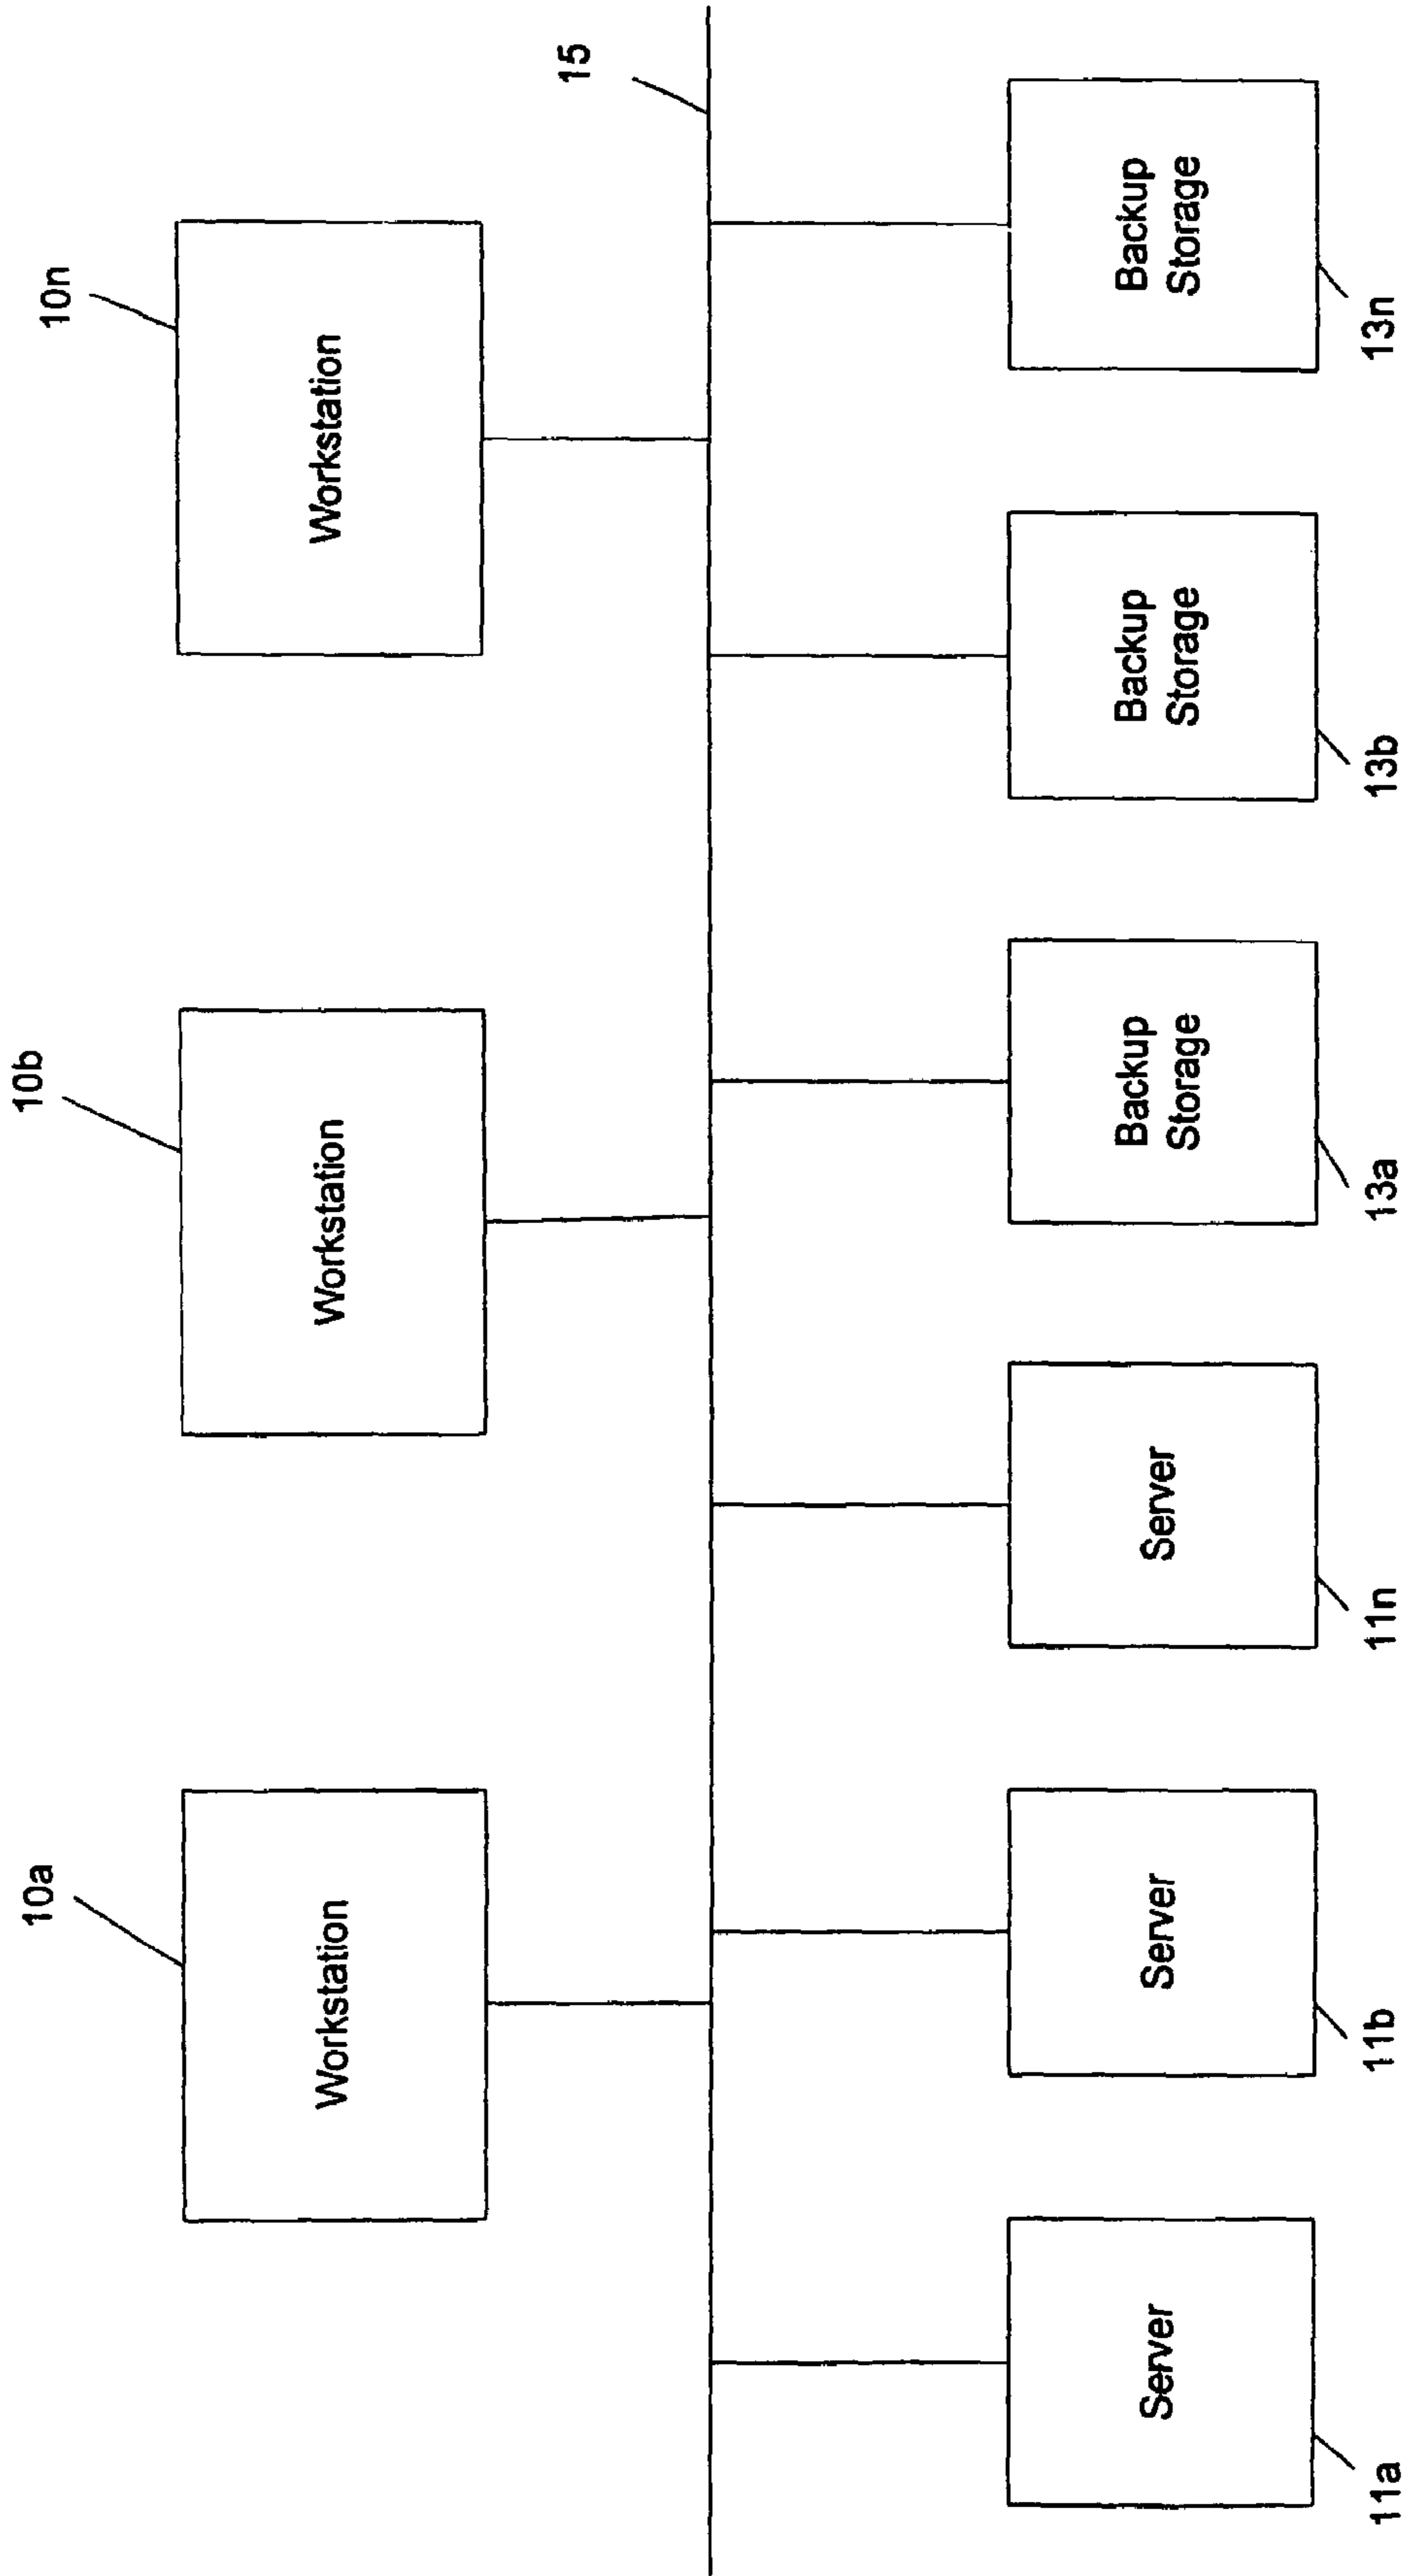 10a
10b
10n
Workstation
Workstation
Workstation
15
Server
Server
Server
Backup
Storage
Backup
Storage
Backup
Storage
11a
11b
11n
13a
13b
13n